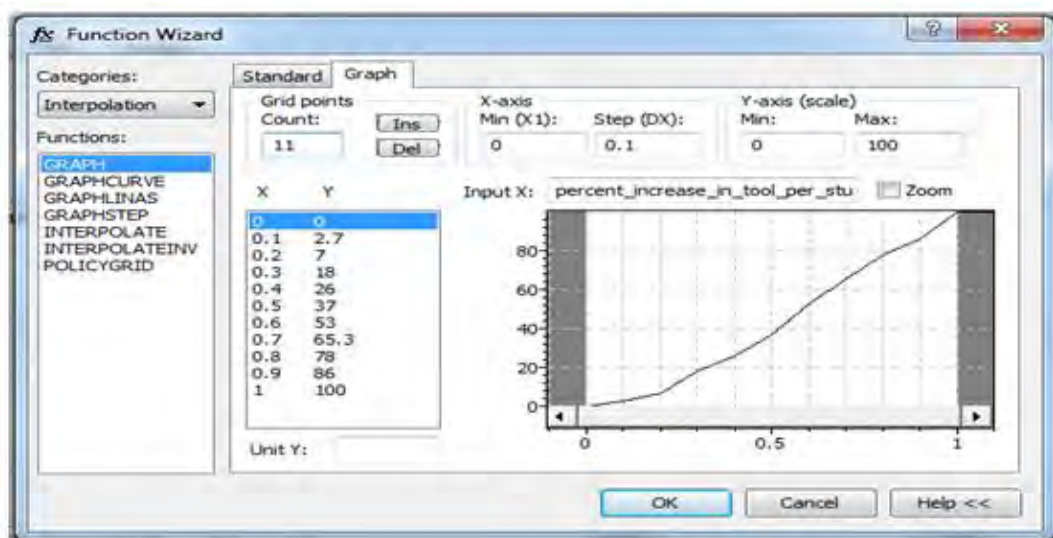 fx Function Wizard
Categories:
Interpolation
Functions:
GRAPH
GRAPHCURVE
GRAPHLINAS
GRAPHSTEP
INTERPOLATE
INTERPOLATEINV
POLICYGRID
Standard Graph
Grid points
Count:
11
Ins
Del
X-axis
Min (X1): Step (DX):
0 0.1
Y-axis (scale)
Min: Max:
0 100
X Y
0 0
0.1 2.7
0.2 7
0.3 18
0.4 26
0.5 37
0.6 53
0.7 65.3
0.8 78
0.9 86
1 100
Unit Y:
Input X: percent_increase_in_tool_per_stu Zoom
80
60
40
20
0
0 0.5 1
OK Cancel Help <<